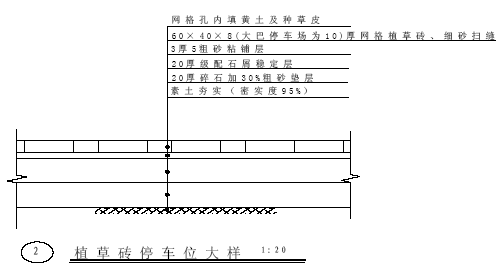 网格孔内填黄土及种草皮
60×40×8(大巴停车场为10)厚网格植草砖、细砂扫缝
3厚5粗砂粘铺层
20厚级配石屑稳定层
20厚碎石加30%粗砂垫层
素土夯实(密实度95%)
2 植草砖停车位大样 1:20